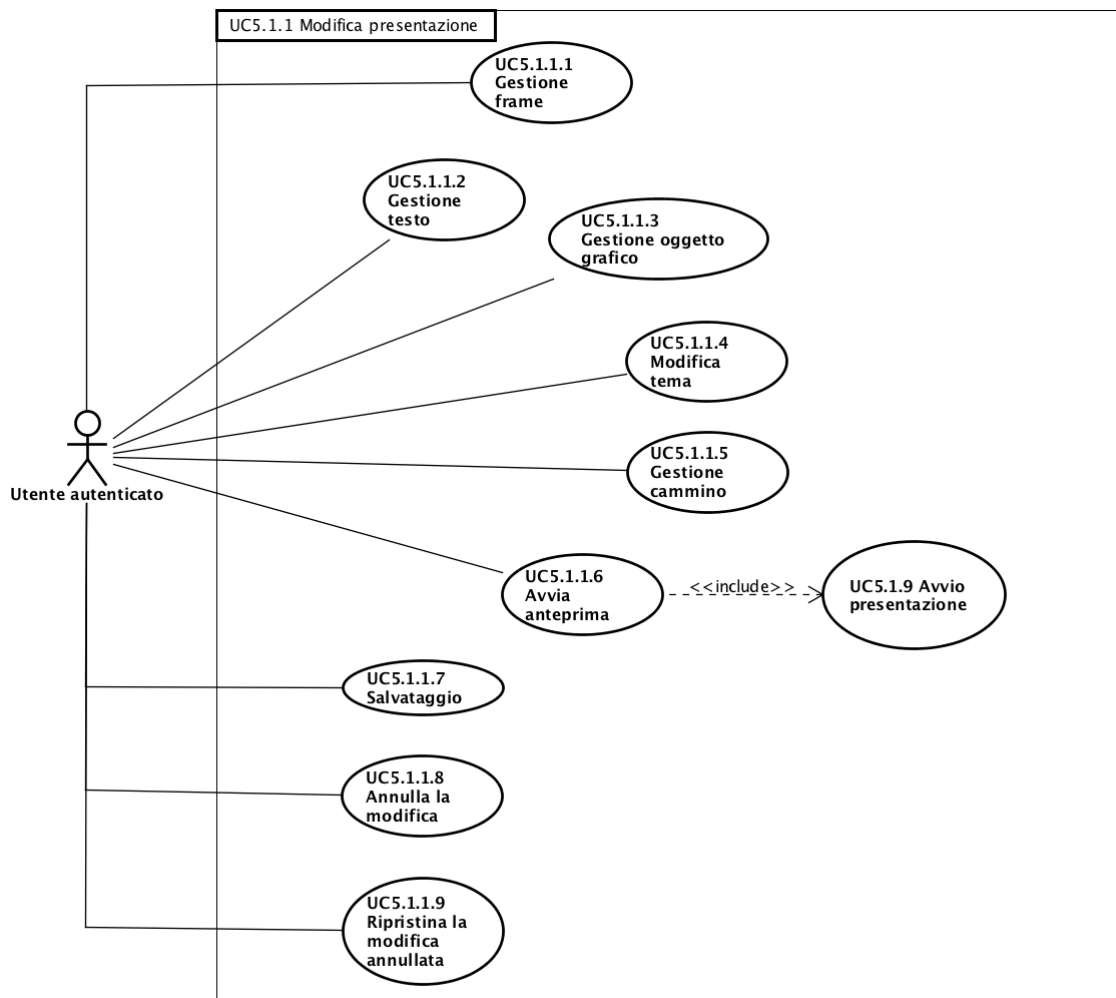 UC5.1.1 Modifica presentazione
UC5.1.1.1
Gestione
frame
UC5.1.1.2
Gestione
testo
UC5.1.1.3
Gestione oggetto
grafico
UC5.1.1.4
Modifica
tema
UC5.1.1.5
Gestione
cammino
Utente autenticato
UC5.1.1.6
Avvia
anteprima
<<include>>
UC5.1.9 Avvio
presentazione
UC5.1.1.7
Salvataggio
UC5.1.1.8
Annulla la
modifica
UC5.1.1.9
Ripristina la
modifica
annullata